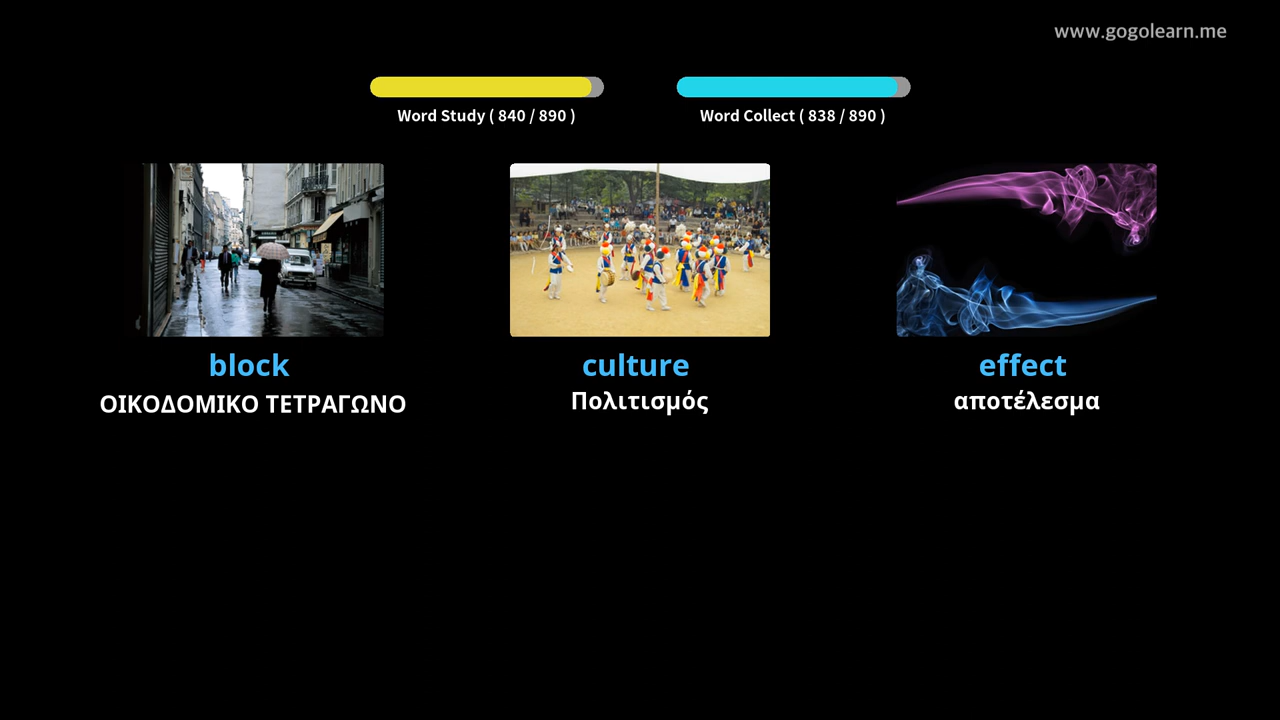 www.gogolearn.me
Word Study ( 840 / 890 )
Word Collect ( 838 / 890 )
block
culture
effect
ΟΙΚΟΔΟΜΙΚΟ ΤΕΤΡΑΓΩΝΟ
Πολιτισμός
αποτέλεσμα